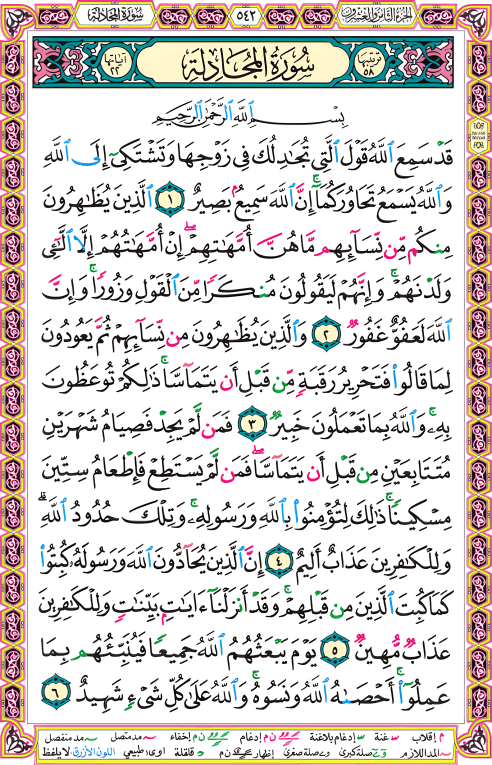 الجزء الثامن والعشرون ٥٤٢ سُورَةُ المُجَادلَة
ترتيبها ٥٨ سُورَةُ المُجَادلَة آياتها ٢٢
بِسْمِ ٱللَّهِ ٱلرَّحْمَٰنِ ٱلرَّحِيمِ
قَدْ سَمِعَ ٱللَّهُ قَوْلَ ٱلَّتِي تُجَٰدِلُكَ فِي زَوْجِهَا وَتَشْتَكِيٓ إِلَى ٱللَّهِ
وَٱللَّهُ يَسْمَعُ تَحَاوُرَكُمَآۚ إِنَّ ٱللَّهَ سَمِيعُۢ بَصِيرٌ ١ ٱلَّذِينَ يُظَٰهِرُونَ
مِنكُم مِّن نِّسَآئِهِم مَّا هُنَّ أُمَّهَٰتِهِمْۖ إِنْ أُمَّهَٰتُهُمْ إِلَّا ٱلَّٰٓـِٔي
وَلَدْنَهُمْۚ وَإِنَّهُمْ لَيَقُولُونَ مُنكَرًا مِّنَ ٱلْقَوْلِ وَزُورًاۚ وَإِنَّ
ٱللَّهَ لَعَفُوٌّ غَفُورٌ ٢ وَٱلَّذِينَ يُظَٰهِرُونَ مِن نِّسَآئِهِمْ ثُمَّ يَعُودُونَ
لِمَا قَالُوا۟ فَتَحْرِيرُ رَقَبَةٍ مِّن قَبْلِ أَن يَتَمَآسَّاۚ ذَٰلِكُمْ تُوعَظُونَ
بِهِۦۚ وَٱللَّهُ بِمَا تَعْمَلُونَ خَبِيرٌ ٣ فَمَن لَّمْ يَجِدْ فَصِيَامُ شَهْرَيْنِ
مُتَتَابِعَيْنِ مِن قَبْلِ أَن يَتَمَآسَّاۖ فَمَن لَّمْ يَسْتَطِعْ فَإِطْعَامُ سِتِّينَ
مِسْكِينًاۚ ذَٰلِكَ لِتُؤْمِنُوا۟ بِٱللَّهِ وَرَسُولِهِۦۚ وَتِلْكَ حُدُودُ ٱللَّهِۗ
وَلِلْكَٰفِرِينَ عَذَابٌ أَلِيمٌ ٤ إِنَّ ٱلَّذِينَ يُحَآدُّونَ ٱللَّهَ وَرَسُولَهُۥ كُبِتُوا۟
كَمَا كُبِتَ ٱلَّذِينَ مِن قَبْلِهِمْۚ وَقَدْ أَنزَلْنَآ ءَايَٰتٍۭ بَيِّنَٰتٍۚ وَلِلْكَٰفِرِينَ
عَذَابٌ مُّهِينٌ ٥ يَوْمَ يَبْعَثُهُمُ ٱللَّهُ جَمِيعًا فَيُنَبِّئُهُم بِمَا
عَمِلُوٓا۟ۚ أَحْصَىٰهُ ٱللَّهُ وَنَسُوهُۚ وَٱللَّهُ عَلَىٰ كُلِّ شَيْءٍ شَهِيدٌ ٦
م إقلاب غنة إدغام بلاغنة ن م إدغام ن م إخفاء مد متصل مد منفصل
المد اللازم صلة كبرى صلة صغرى إظهار ن م قلقلة اوى طبيعي اللون الأزرق لا يلفظ